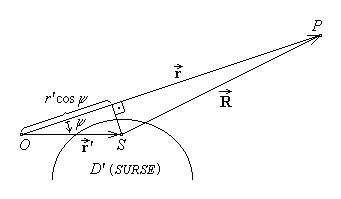 P
r⃗
r'cos ψ
R⃗
ψ
O r⃗' S
D' (SURSE)